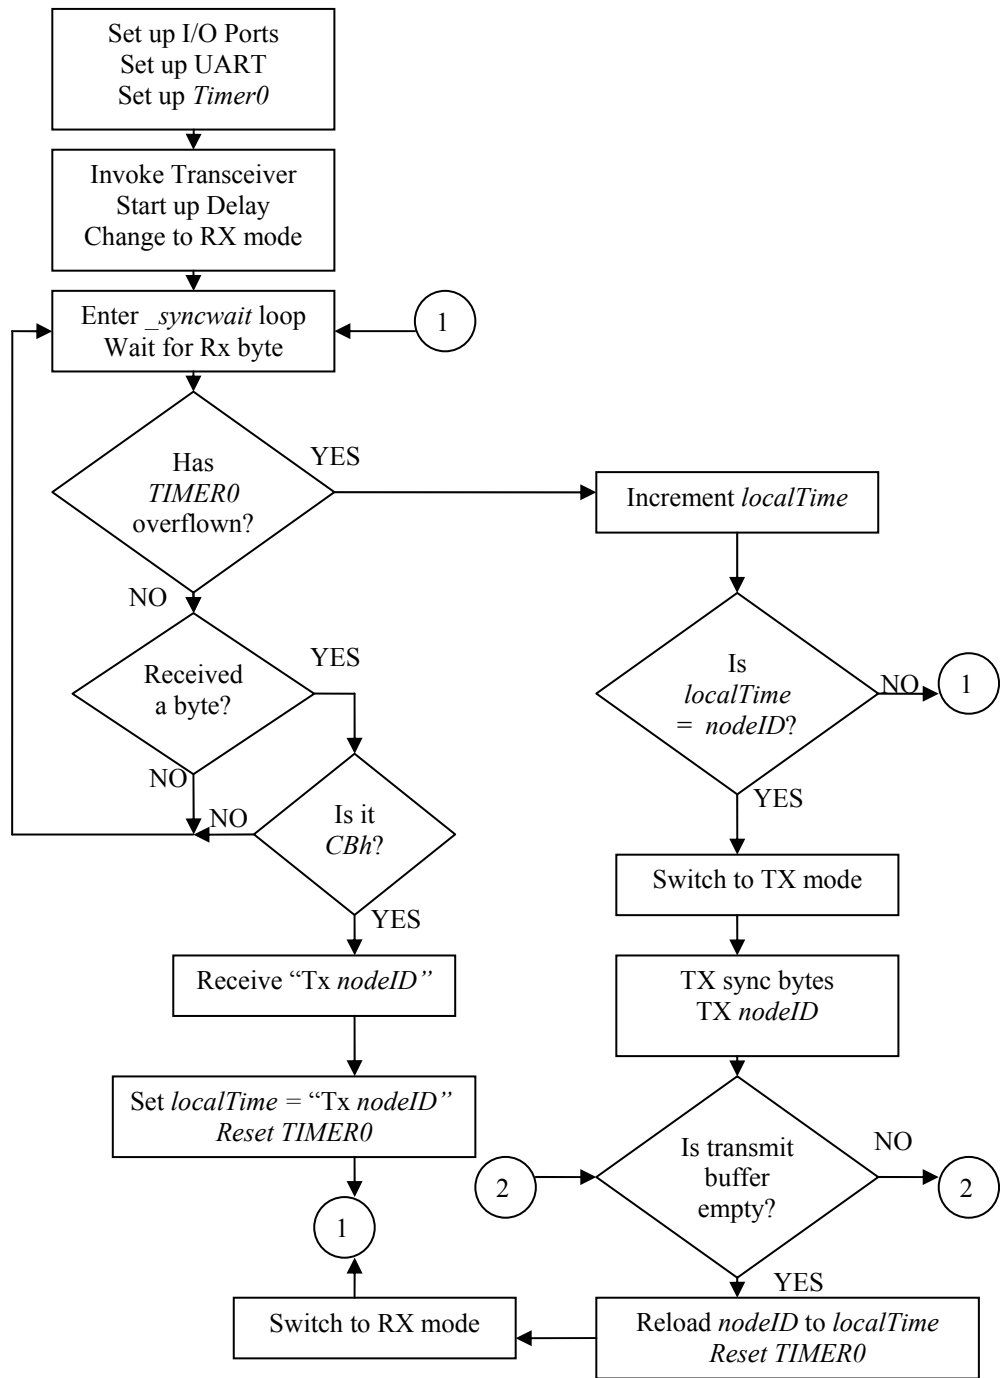 Set up I/O Ports
Set up UART
Set up Timer0
Invoke Transceiver
Start up Delay
Change to RX mode
Enter _syncwait loop
Wait for Rx byte
1
Has
TIMER0
overflown?
YES
NO
Increment localTime
Received
a byte?
YES
NO
Is
localTime
= nodeID?
NO
1
YES
Is it
CBh?
NO
YES
Switch to TX mode
Receive “Tx nodeID”
TX sync bytes
TX nodeID
Set localTime = “Tx nodeID”
Reset TIMER0
2
Is transmit
buffer
empty?
NO
2
YES
1
Switch to RX mode
Reload nodeID to localTime
Reset TIMER0